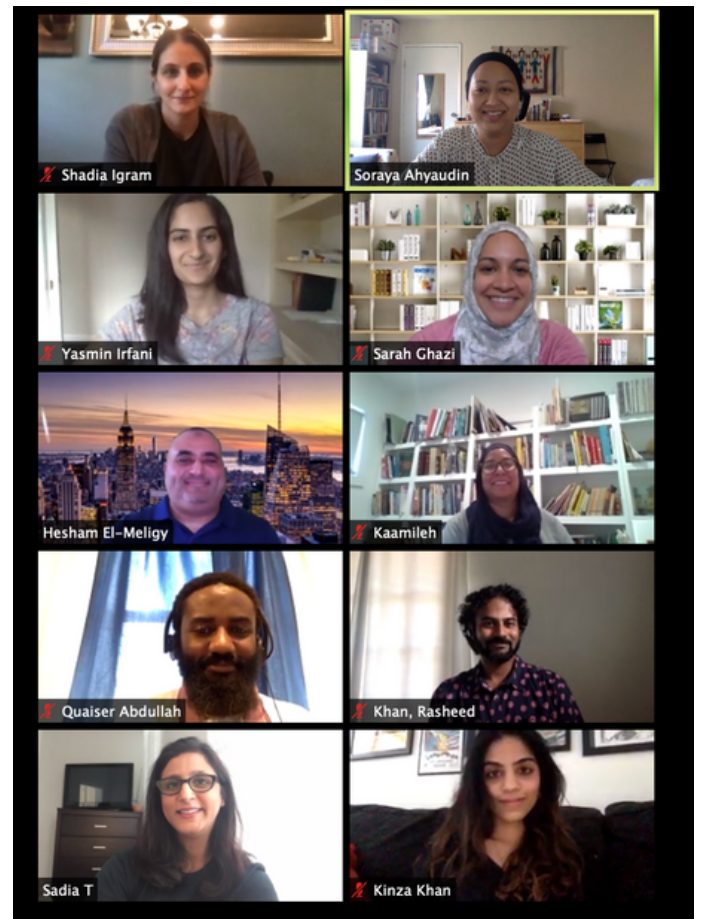 Shadia Igram
Soraya Ahyaudin
Yasmin Irfani
Sarah Ghazi
Hesham El-Meligy
Kaamileh
Quaiser Abdullah
Khan, Rasheed
Sadia T
Kinza Khan